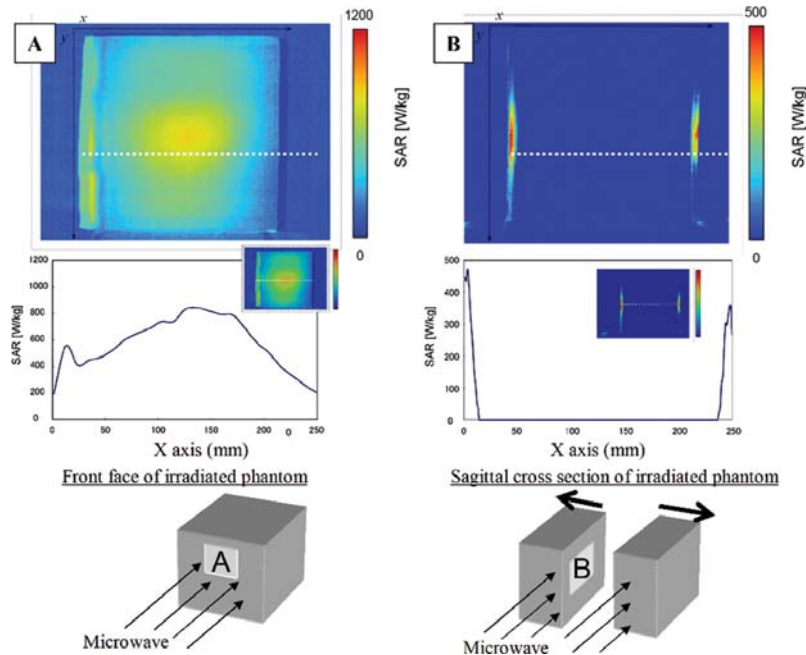 A
x
y
1200
SAR [W/kg]
0
B
x
y
500
SAR [W/kg]
0
1200
1000
800
600
400
200
0
SAR [W/kg]
0
50
100
150
200
0
250
X axis (mm)
500
400
300
200
100
0
SAR [W/kg]
0
50
100
150
200
250
X axis (mm)
Front face of irradiated phantom
Sagittal cross section of irradiated phantom
A
Microwave
B
Microwave